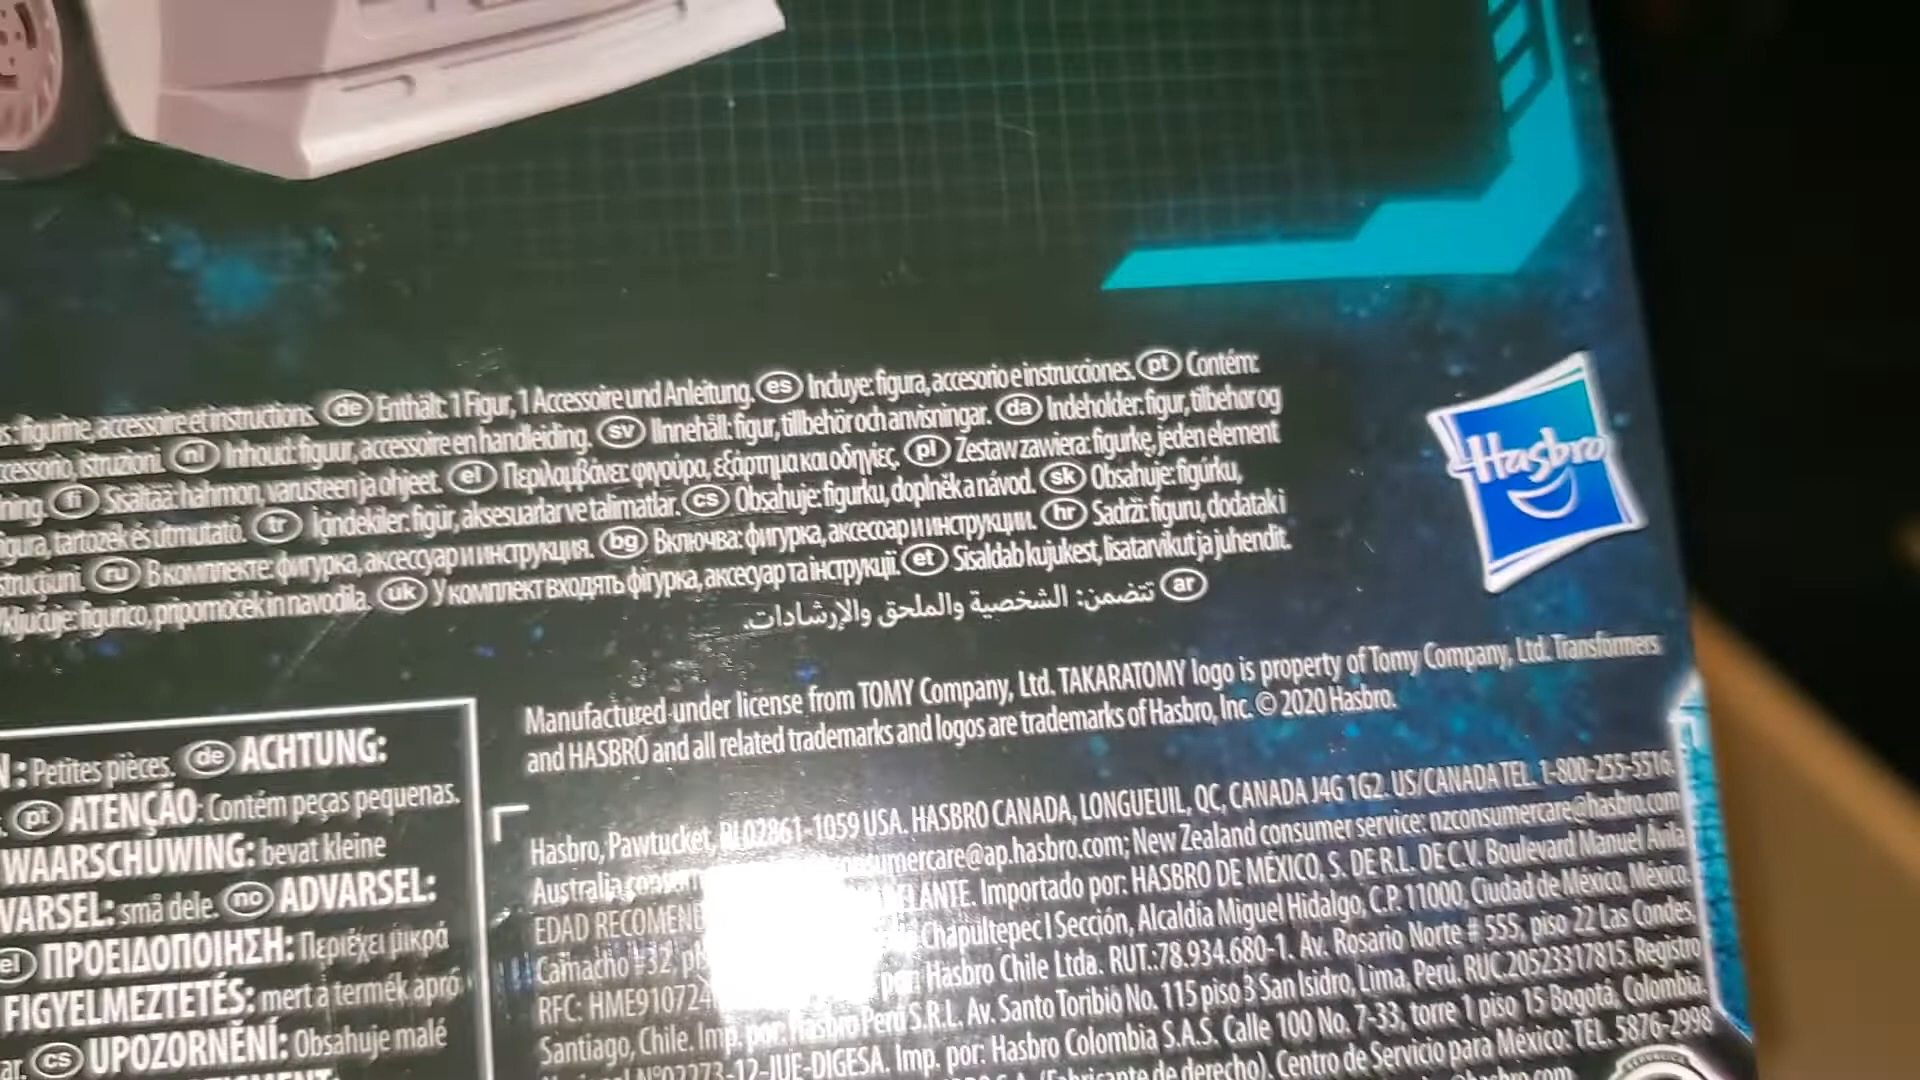 s: figurine, accessoire et instructions. de Enthält: 1 Figur, 1 Accessoire und Anleitung. es Incluye: figura, accesorio e instrucciones. pt Contém:
ccessorio, istruzioni. nl Inhoud: figuur, accessoire en handleiding. sv Innehåll: figur, tillbehör och anvisningar. da Indeholder: figur, tilbehør og
ning. fi Sisältää: hahmon, varusteen ja ohjeet. el Περιλαμβάνει: φιγούρα, εξάρτημα και οδηγίες. pl Zestaw zawiera: figurkę, jeden element
igura, tartozék és útmutató. tr İçindekiler: figür, aksesuarlar ve talimatlar. cs Obsahuje: figurku, doplněk a návod. sk Obsahuje: figúrku,
strucțiuni. ru В комплекте: фигурка, аксессуар и инструкция. bg Включва: фигурка, аксесоар и инструкции. hr Sadrži: figuru, dodatak i
Vključuje: figurico, pripomoček in navodila. uk У комплект входять фігурка, аксесуар та інструкції. et Sisaldab kujukest, lisatarvikut ja juhendit.
ar تتضمن: الشخصية والملحق والإرشادات.
Hasbro
Manufactured under license from TOMY Company, Ltd. TAKARATOMY logo is property of Tomy Company, Ltd. Transformers
and HASBRO and all related trademarks and logos are trademarks of Hasbro, Inc. © 2020 Hasbro.
N: Petites pièces. de ACHTUNG:
pt ATENÇÃO: Contém peças pequenas.
WAARSCHUWING: bevat kleine
VARSEL: små dele. no ADVARSEL:
el ΠΡΟΕΙΔΟΠΟΙΗΣΗ: Περιέχει μικρά
FIGYELMEZTETÉS: mert a termék apró
ar. cs UPOZORNĚNÍ: Obsahuje malé
Hasbro, Pawtucket, RI 02861-1059 USA. HASBRO CANADA, LONGUEUIL, QC, CANADA J4G 1G2. US/CANADA TEL. 1-800-255-5516.
Australia consumercare@ap.hasbro.com; New Zealand consumer service: nzconsumercare@hasbro.com
EDAD RECOMEND ELANTE. Importado por: HASBRO DE MÉXICO, S. DE R.L. DE C.V. Boulevard Manuel Ávila
Camacho #32, pi Chapultepec I Sección, Alcaldía Miguel Hidalgo, C.P. 11000, Ciudad de México, México.
RFC: HME910724 por: Hasbro Chile Ltda. RUT.:78.934.680-1. Av. Rosario Norte # 555, piso 22 Las Condes,
Santiago, Chile. Imp. por: Hasbro Perú S.R.L. Av. Santo Toribio No. 115 piso 3 San Isidro, Lima, Perú. RUC.20523317815. Registro
Nacional N°02273-12-JUE-DIGESA. Imp. por: Hasbro Colombia S.A.S. Calle 100 No. 7-33, torre 1 piso 15 Bogotá, Colombia.
(Fabricante de derecho). Centro de Servicio para México: TEL. 5876-2998